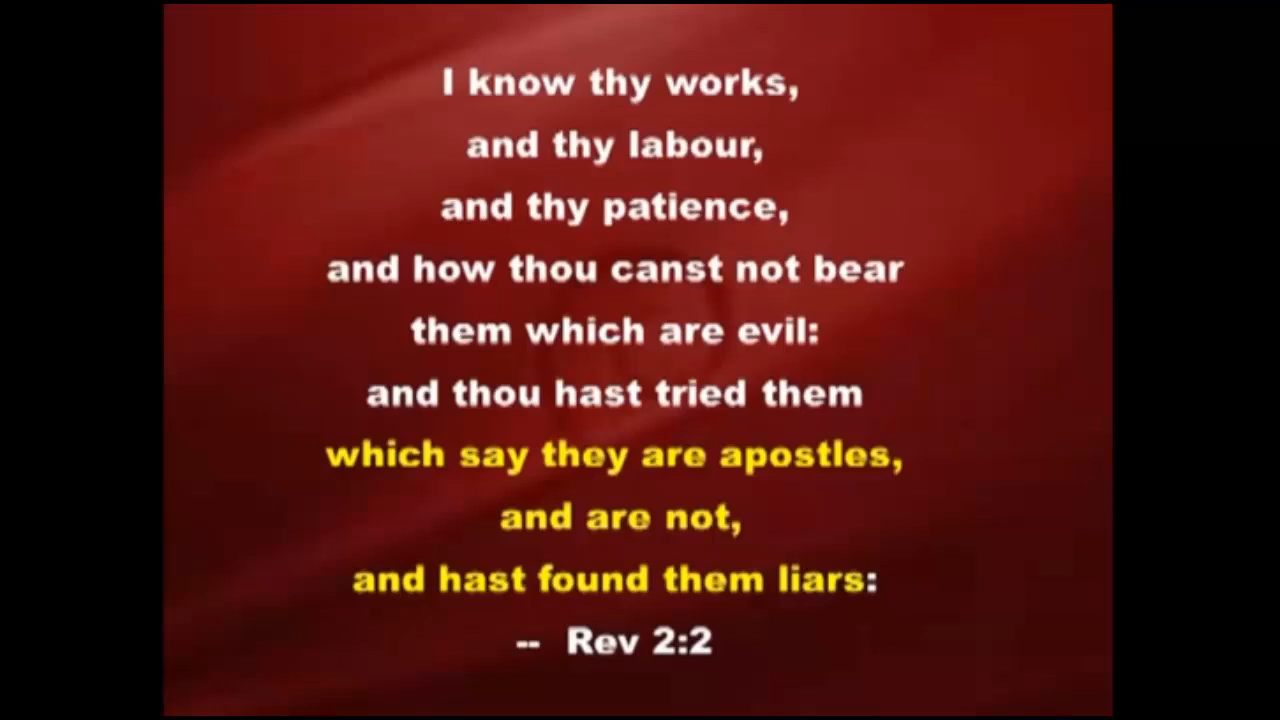 I know thy works,
and thy labour,
and thy patience,
and how thou canst not bear
them which are evil:
and thou hast tried them
which say they are apostles,
and are not,
and hast found them liars:
-- Rev 2:2